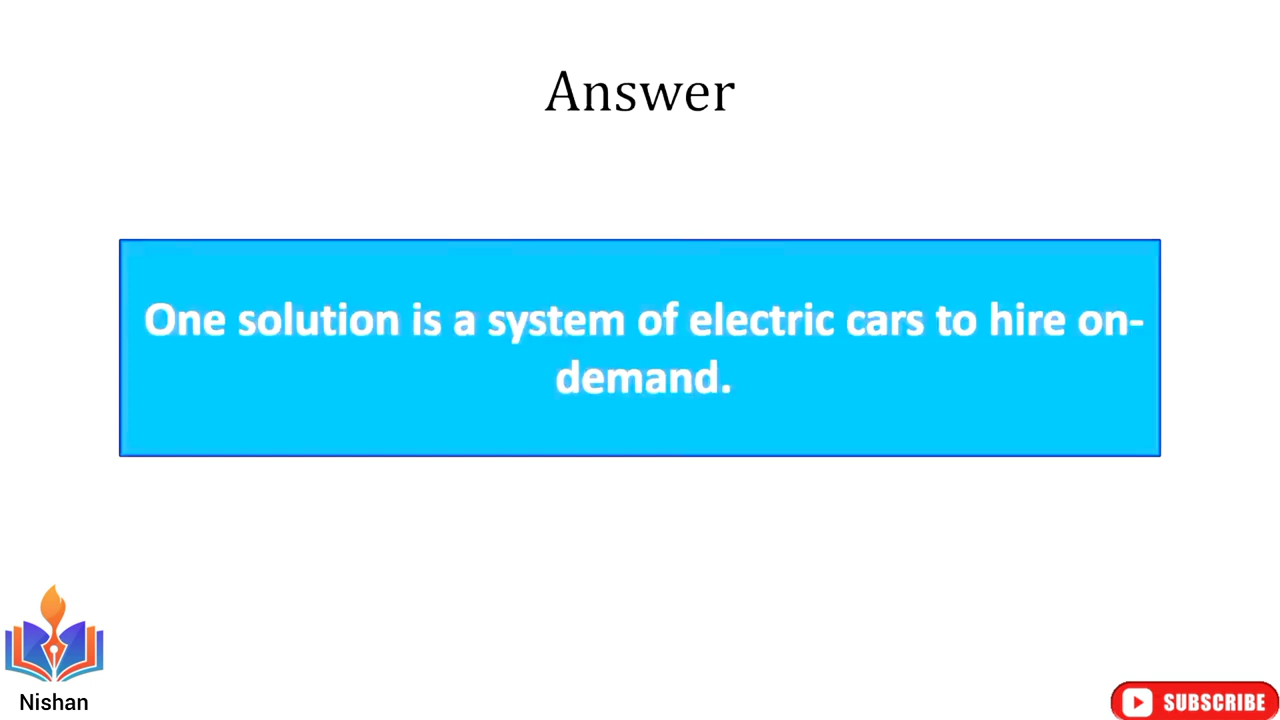 Answer
One solution is a system of electric cars to hire on-
demand.
Nishan
SUBSCRIBE